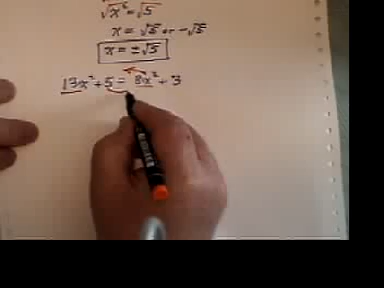 √x² = √5
x = √5 or -√5
x = ±√5
13x² + 5 = 8x² + 3